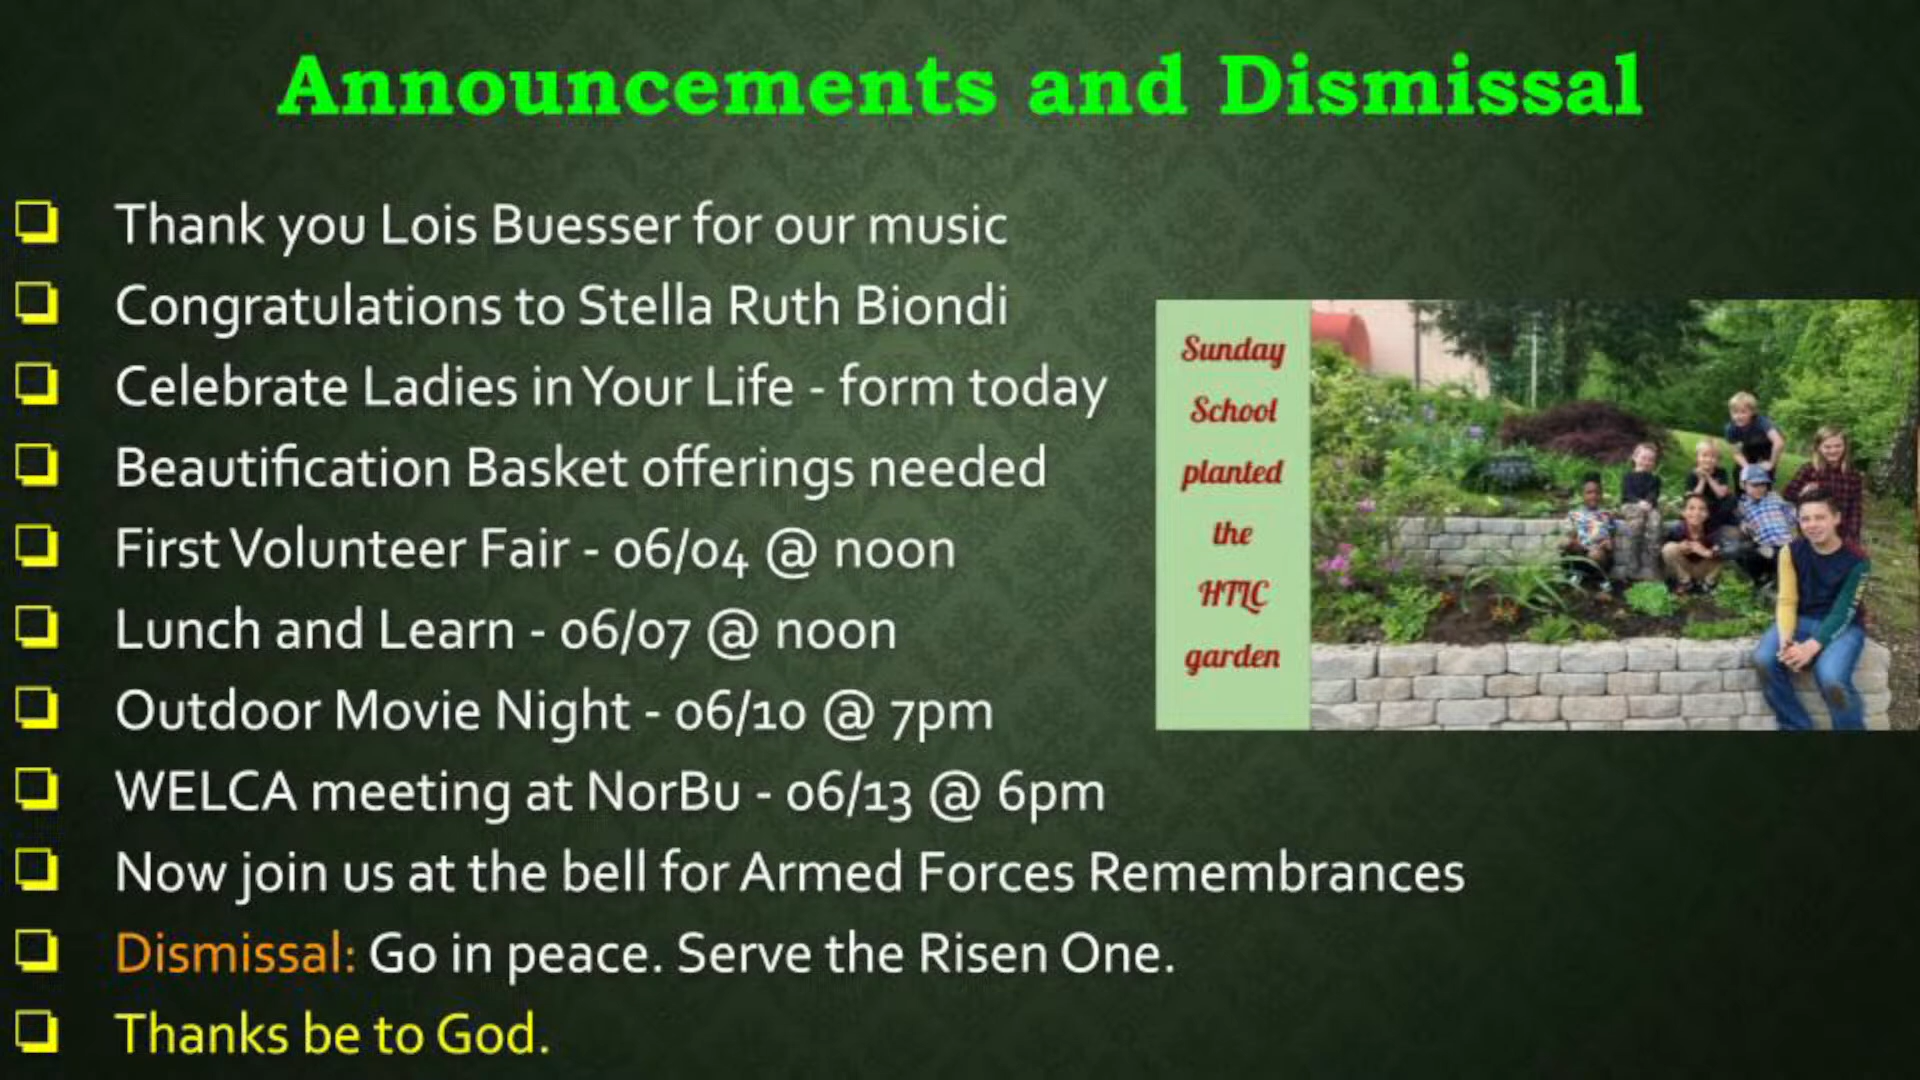 Announcements and Dismissal
Thank you Lois Buesser for our music
Congratulations to Stella Ruth Biondi
Celebrate Ladies in Your Life - form today
Beautification Basket offerings needed
First Volunteer Fair - 06/04 @ noon
Lunch and Learn - 06/07 @ noon
Outdoor Movie Night - 06/10 @ 7pm
WELCA meeting at NorBu - 06/13 @ 6pm
Now join us at the bell for Armed Forces Remembrances
Dismissal: Go in peace. Serve the Risen One.
Thanks be to God.
Sunday
School
planted
the
HTLC
garden